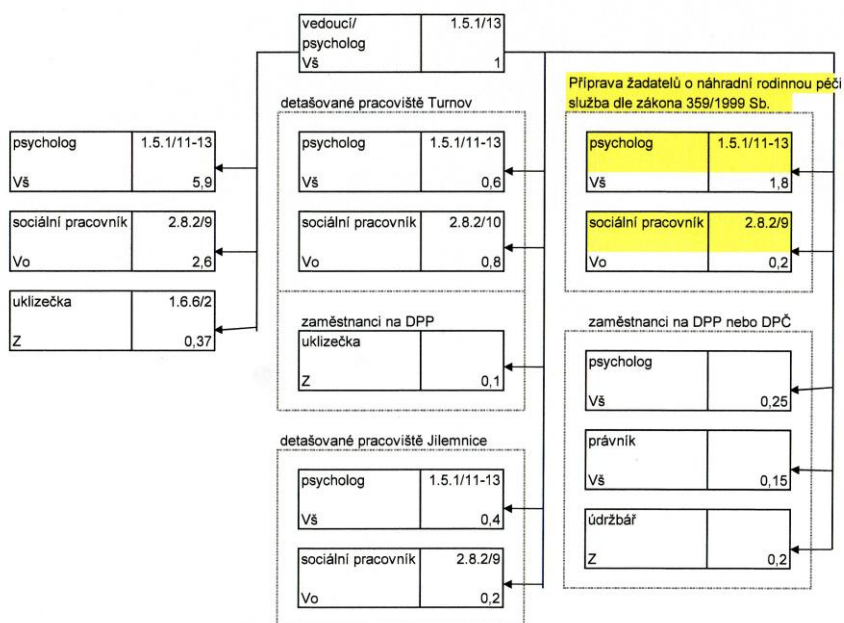 vedoucí/ 1.5.1/13
psycholog
Vš 1
Příprava žadatelů o náhradní rodinnou péči
služba dle zákona 359/1999 Sb.
detašované pracoviště Turnov
psycholog 1.5.1/11-13
Vš 5,9
sociální pracovník 2.8.2/9
Vo 2,6
uklizečka 1.6.6/2
Z 0,37
psycholog 1.5.1/11-13
Vš 0,6
sociální pracovník 2.8.2/10
Vo 0,8
zaměstnanci na DPP
uklizečka
Z 0,1
detašované pracoviště Jilemnice
psycholog 1.5.1/11-13
Vš 0,4
sociální pracovník 2.8.2/9
Vo 0,2
psycholog 1.5.1/11-13
Vš 1,8
sociální pracovník 2.8.2/9
Vo 0,2
zaměstnanci na DPP nebo DPČ
psycholog
Vš 0,25
právník
Vš 0,15
údržbář
Z 0,2